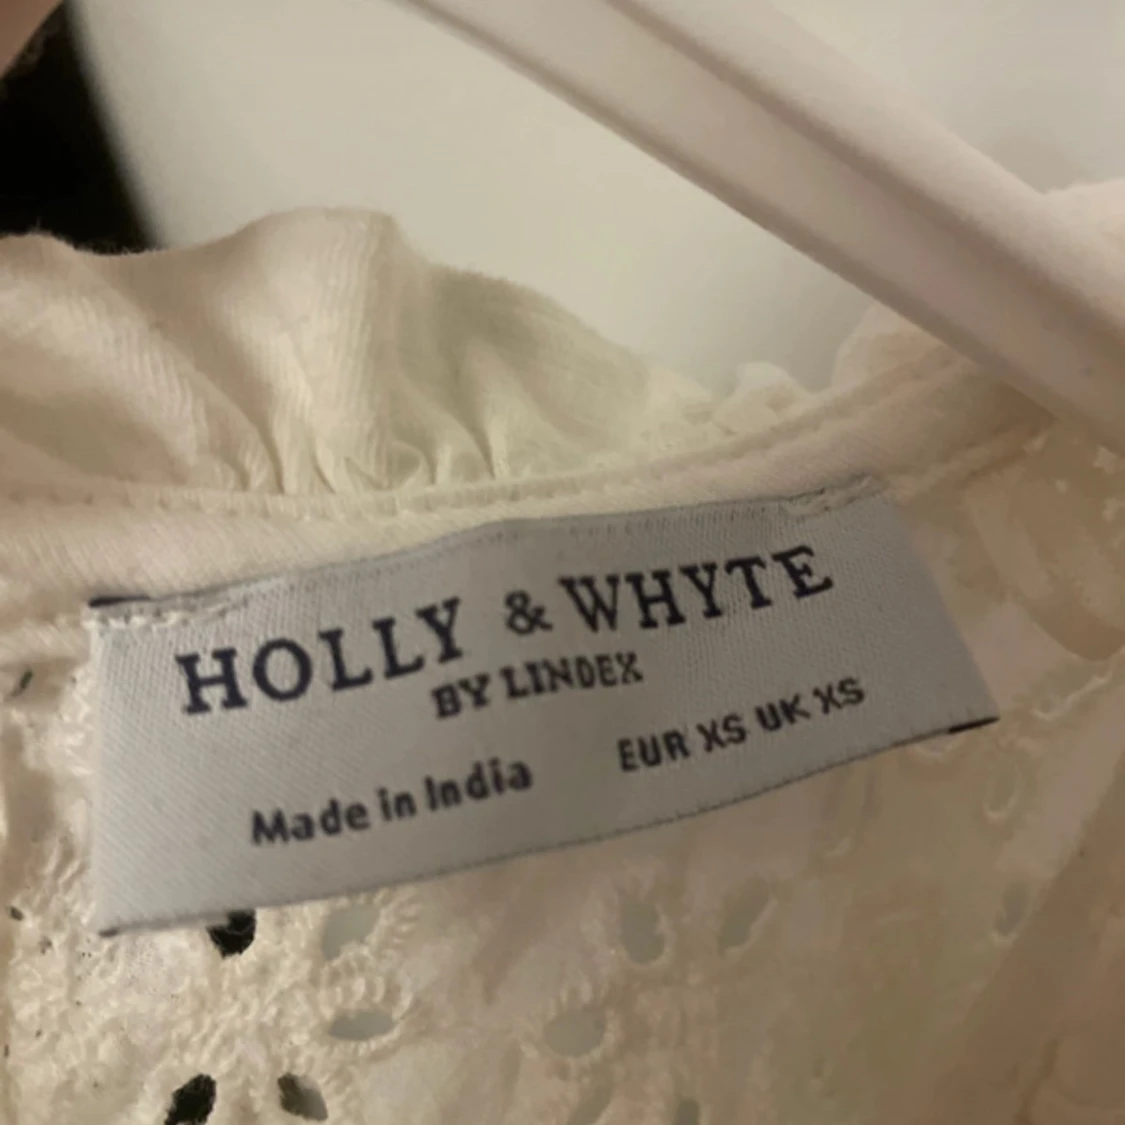 HOLLY & WHYTE
BY LINDEX
Made in India EUR XS UK XS